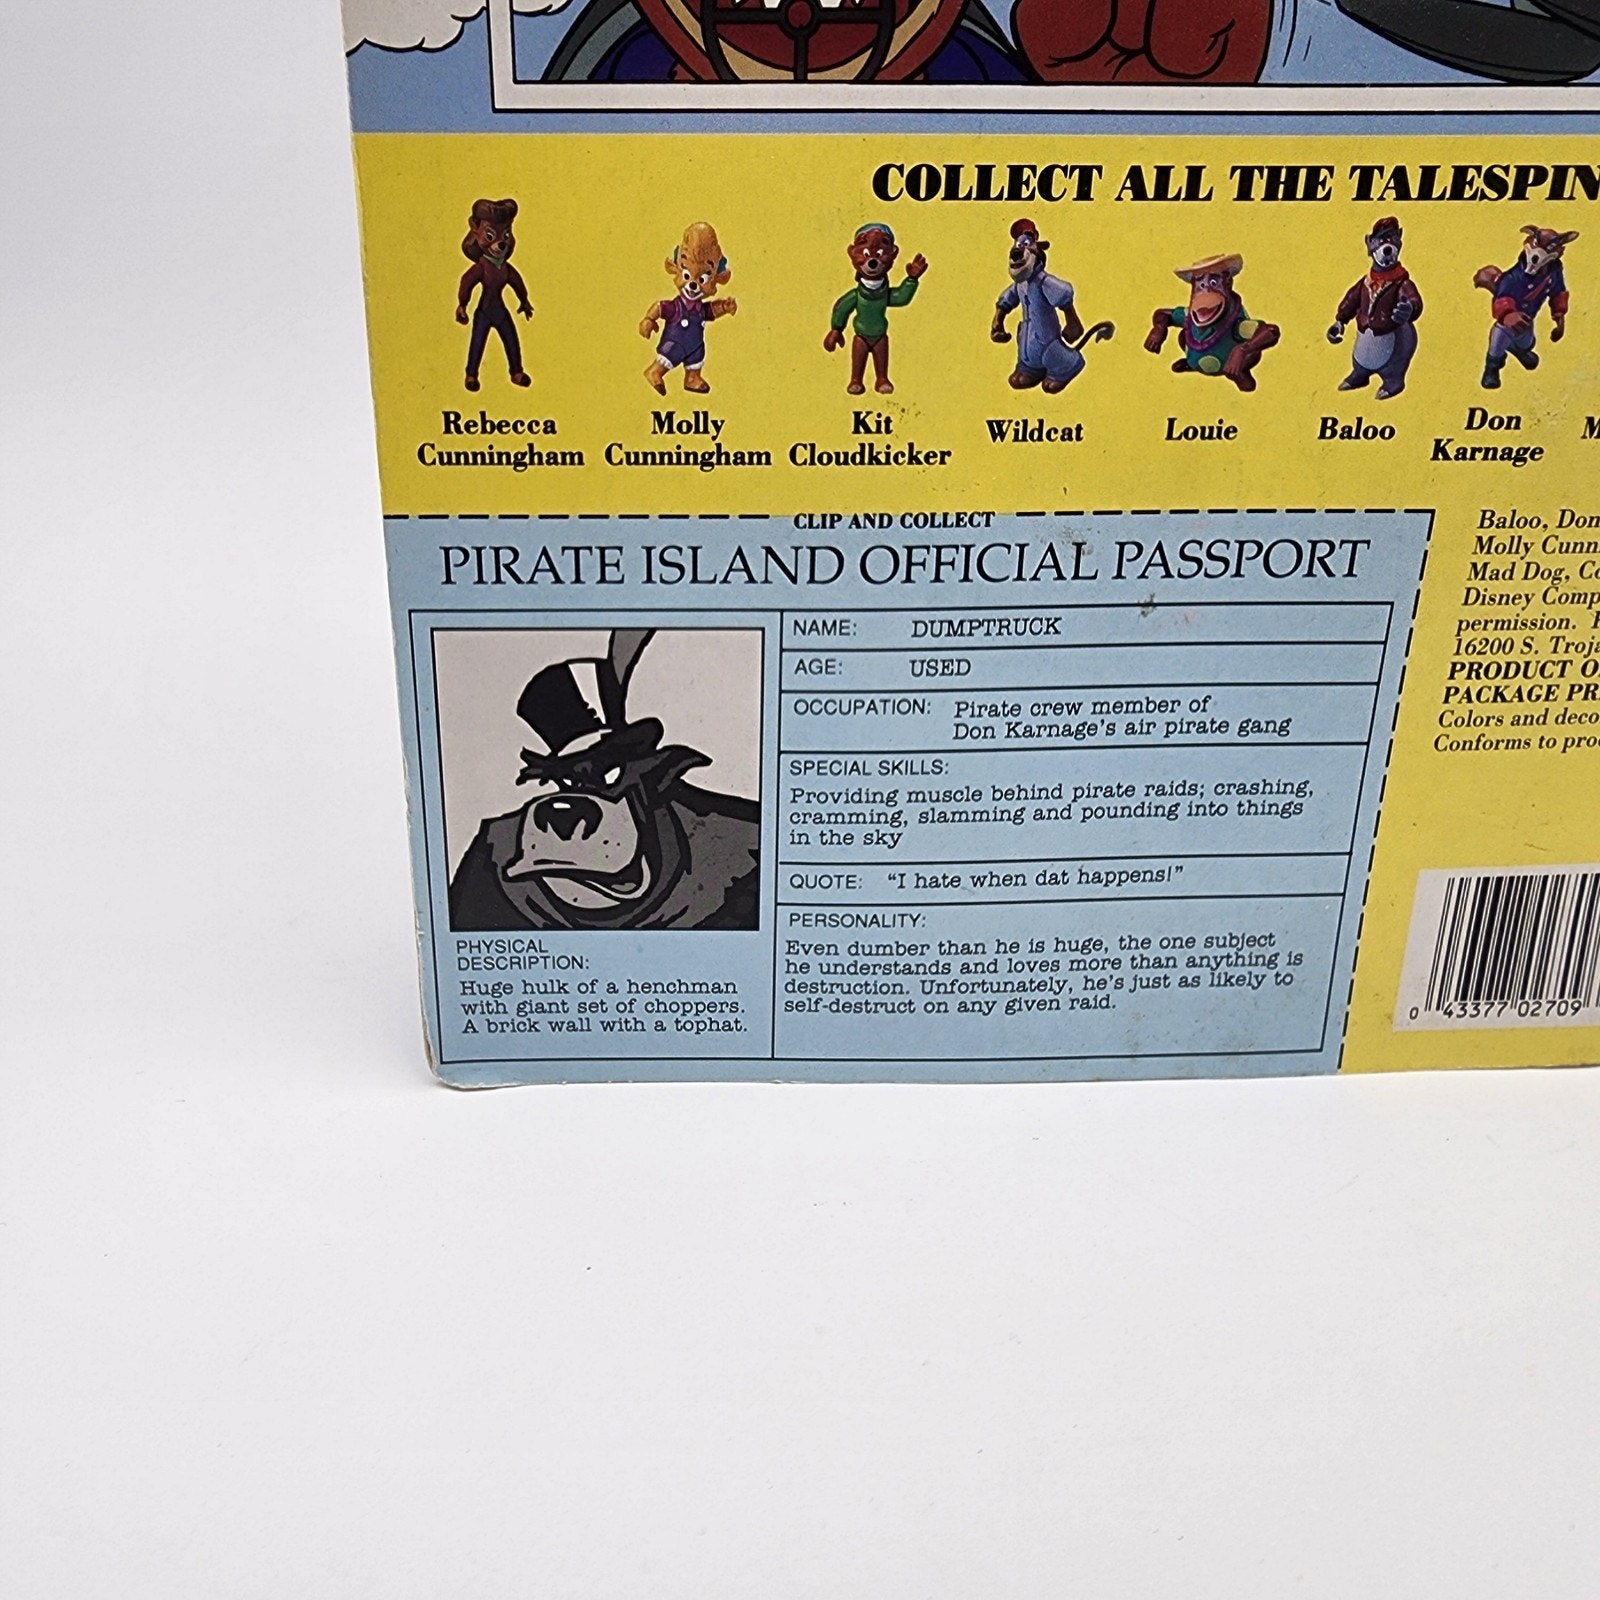 COLLECT ALL THE TALESPIN
Rebecca Cunningham
Molly Cunningham
Kit Cloudkicker
Wildcat
Louie
Baloo
Don Karnage
CLIP AND COLLECT
PIRATE ISLAND OFFICIAL PASSPORT
NAME: DUMPTRUCK
AGE: USED
OCCUPATION: Pirate crew member of
Don Karnage's air pirate gang
SPECIAL SKILLS:
Providing muscle behind pirate raids; crashing,
cramming, slamming and pounding into things
in the sky
QUOTE: "I hate when dat happens!"
PERSONALITY:
Even dumber than he is huge, the one subject
he understands and loves more than anything is
destruction. Unfortunately, he's just as likely to
self-destruct on any given raid.
PHYSICAL
DESCRIPTION:
Huge hulk of a henchman
with giant set of choppers.
A brick wall with a tophat.
Baloo, Don
Molly
Mad Dog,
Disney
permission.
16200 S.
PRODUCT
PACKAGE
Colors and
Conforms to
0 43377 02709